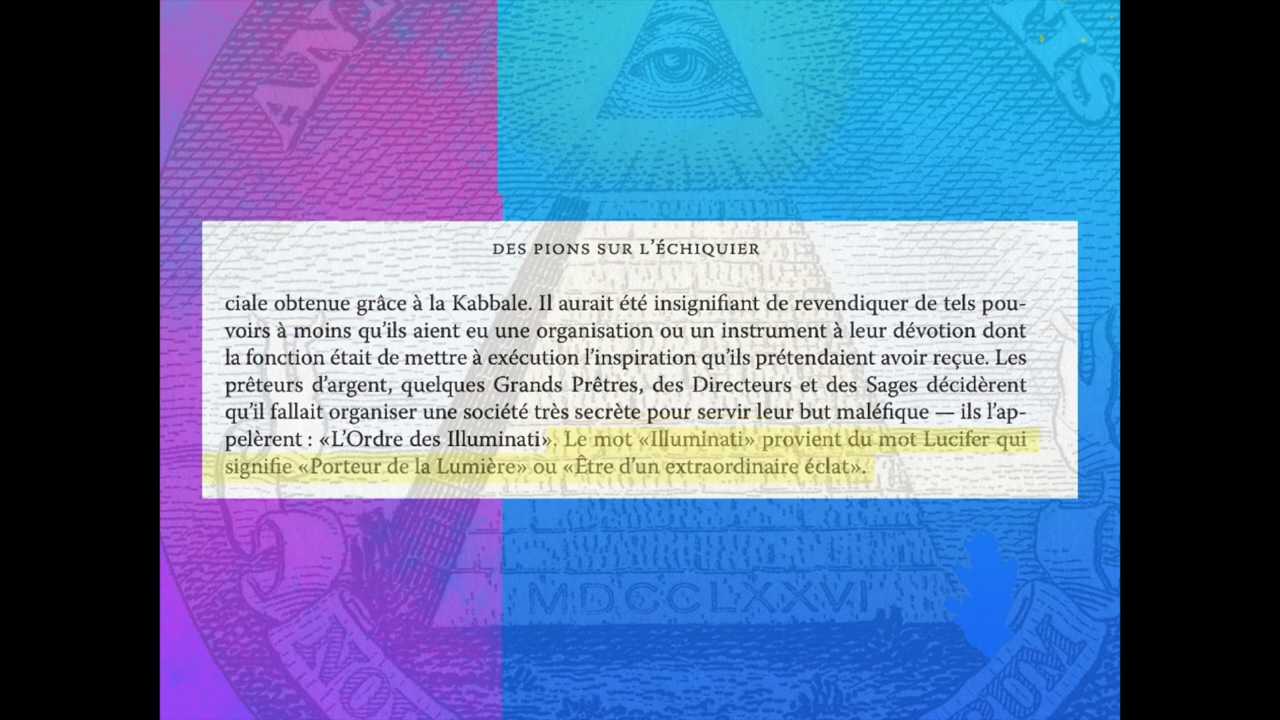 ANNU
TIS
DES PIONS SUR L’ÉCHIQUIER
ciale obtenue grâce à la Kabbale. Il aurait été insignifiant de revendiquer de tels pou-
voirs à moins qu’ils aient eu une organisation ou un instrument à leur dévotion dont
la fonction était de mettre à exécution l’inspiration qu’ils prétendaient avoir reçue. Les
prêteurs d’argent, quelques Grands Prêtres, des Directeurs et des Sages décidèrent
qu’il fallait organiser une société très secrète pour servir leur but maléfique — ils l’ap-
pelèrent : «L’Ordre des Illuminati». Le mot «Illuminati» provient du mot Lucifer qui
signifie «Porteur de la Lumière» ou «Être d’un extraordinaire éclat».
MDCCLXXVI
NO